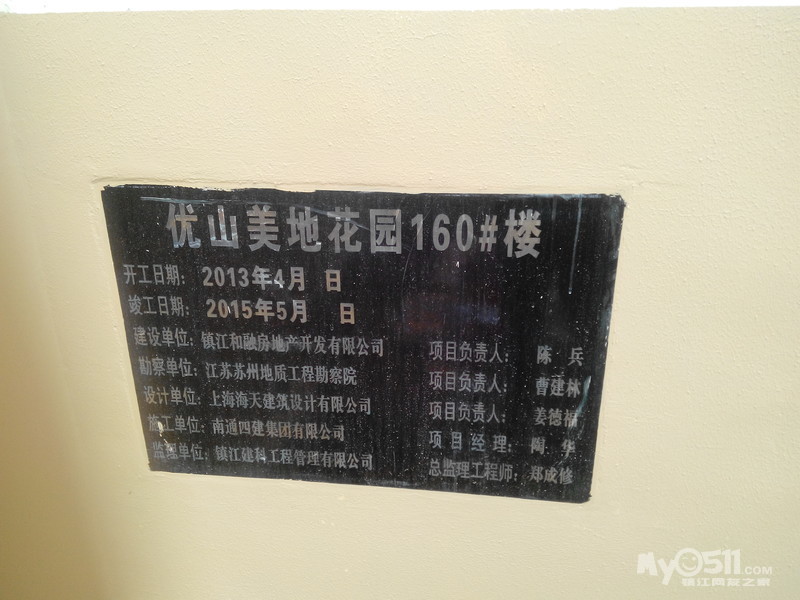 优山美地花园160#楼
开工日期: 2013年4月 日
竣工日期: 2015年5月 日
建设单位: 镇江和融房地产开发有限公司 项目负责人: 陈 兵
勘察单位: 江苏苏州地质工程勘察院 项目负责人: 曹建林
设计单位: 上海海天建筑设计有限公司 项目负责人: 姜德福
施工单位: 南通四建集团有限公司 项目经理: 陶 华
监理单位: 镇江建科工程管理有限公司 总监理工程师: 郑成修
MyO511.COM
镇江网友之家